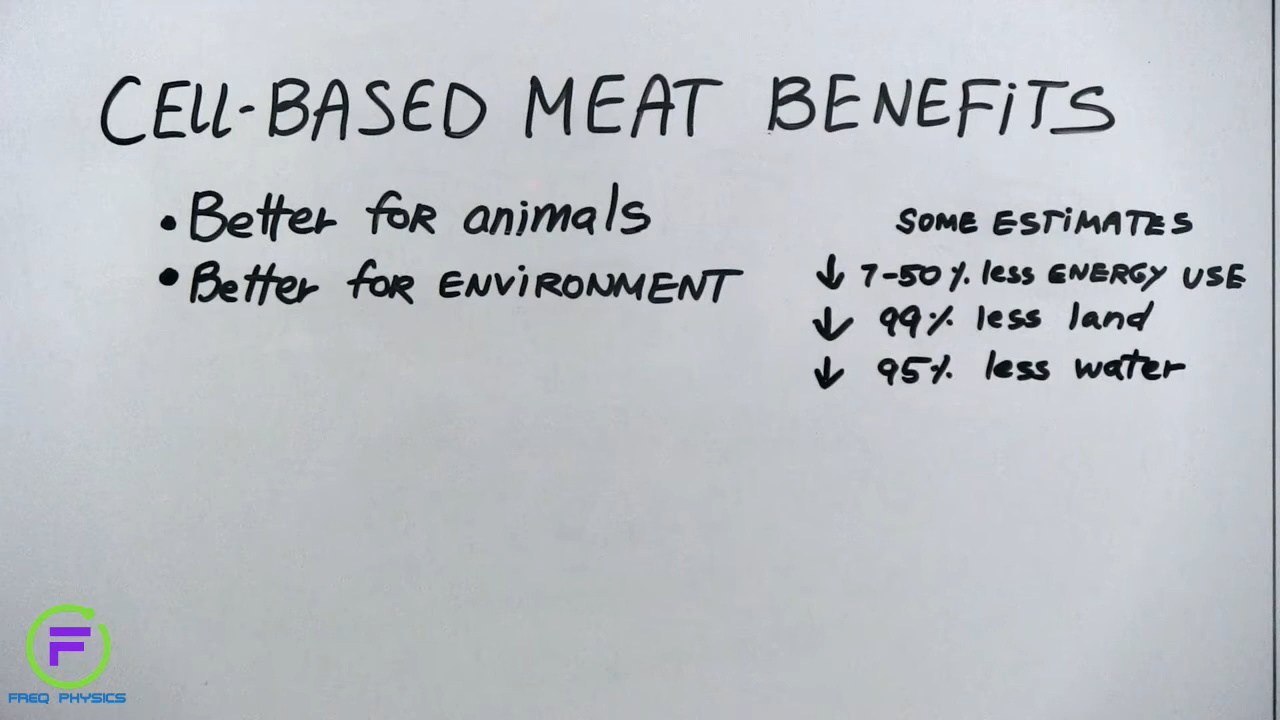 CELL-BASED MEAT BENEFITS
• Better for animals
• Better for ENVIRONMENT
SOME ESTIMATES
↓ 7-50% less ENERGY USE
↓ 99% less land
↓ 95% less water
F
FREQ PHYSICS